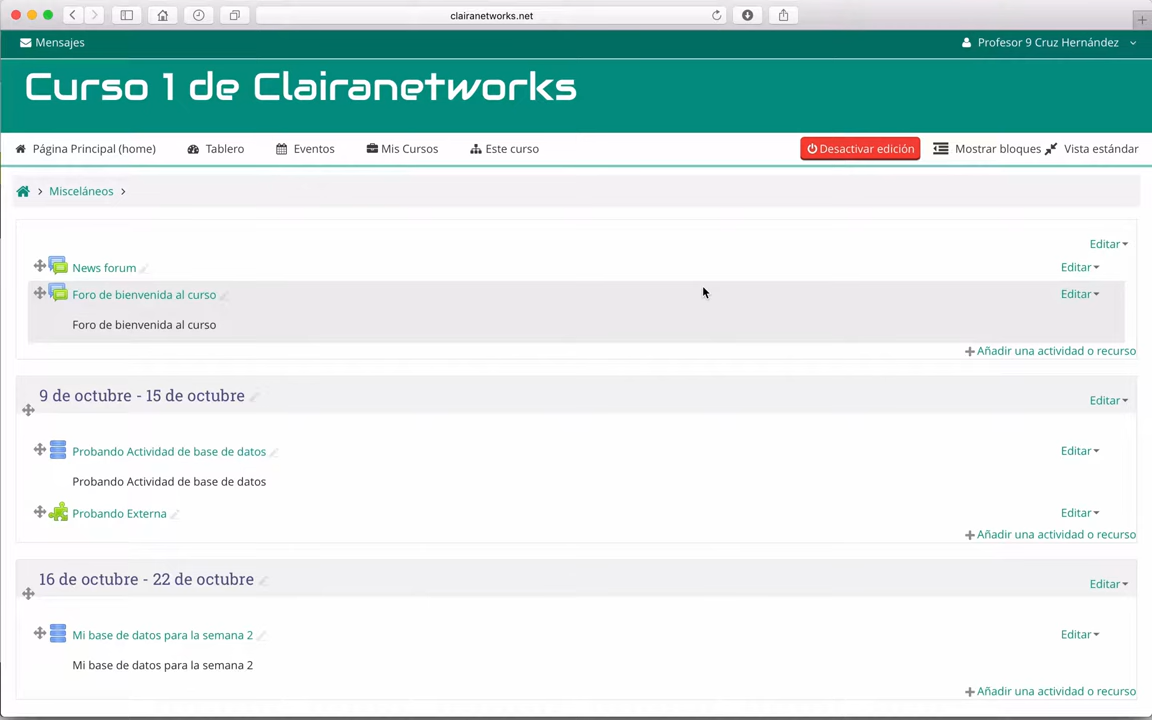 clairanetworks.net
Mensajes
Profesor 9 Cruz Hernández
Curso 1 de Clairanetworks
Página Principal (home) Tablero Eventos Mis Cursos Este curso Desactivar edición Mostrar bloques Vista estándar
Misceláneos
Editar
News forum Editar
Foro de bienvenida al curso Editar
Foro de bienvenida al curso
Añadir una actividad o recurso
9 de octubre - 15 de octubre Editar
Probando Actividad de base de datos Editar
Probando Actividad de base de datos
Probando Externa Editar
Añadir una actividad o recurso
16 de octubre - 22 de octubre Editar
Mi base de datos para la semana 2 Editar
Mi base de datos para la semana 2
Añadir una actividad o recurso